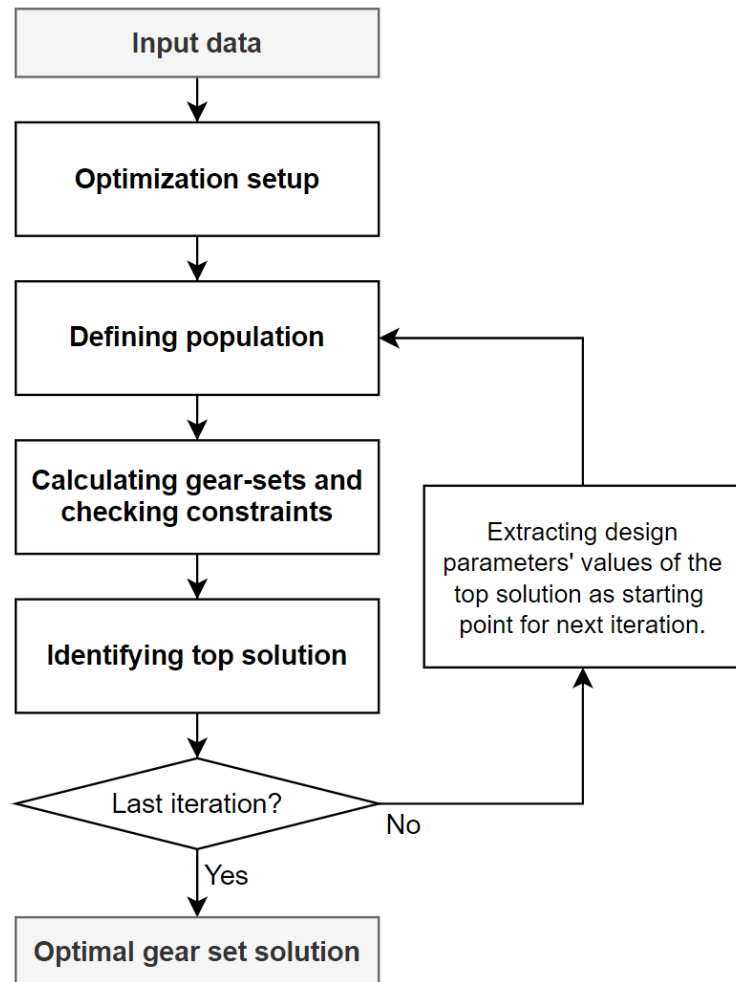 Input data
Optimization setup
Defining population
Calculating gear-sets and
checking constraints
Extracting design
parameters' values of the
top solution as starting
point for next iteration.
Identifying top solution
Last iteration?
No
Yes
Optimal gear set solution